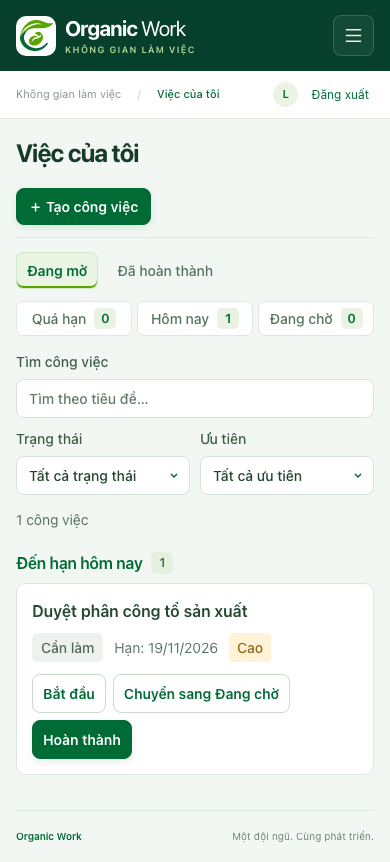 Organic Work
KHÔNG GIAN LÀM VIỆC
Không gian làm việc / Việc của tôi L Đăng xuất
Việc của tôi
+ Tạo công việc
Đang mở Đã hoàn thành
Quá hạn 0 Hôm nay 1 Đang chờ 0
Tìm công việc
Tìm theo tiêu đề...
Trạng thái Ưu tiên
Tất cả trạng thái Tất cả ưu tiên
1 công việc
Đến hạn hôm nay 1
Duyệt phân công tổ sản xuất
Cần làm Hạn: 19/11/2026 Cao
Bắt đầu Chuyển sang Đang chờ
Hoàn thành
Organic Work Một đội ngũ. Cùng phát triển.